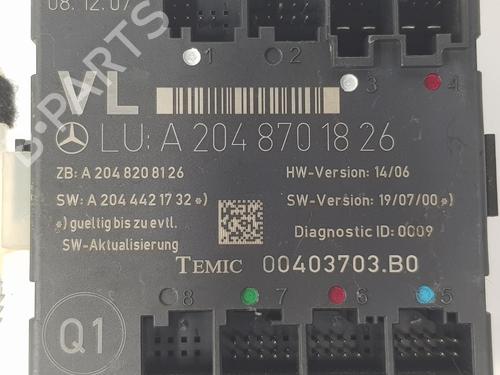 08.12.07
1 2
3 4
VL
LU: A 204 870 18 26
ZB: A 204 820 81 26
HW-Version: 14/06
SW: A 204 442 17 32 *)
SW-Version: 19/07/00 *)
*) gueltig bis zu evtl.
SW-Aktualisierung
Diagnostic ID: 0009
TEMIC 00403703.B0
8 7 6 5
Q1
B-PARTS